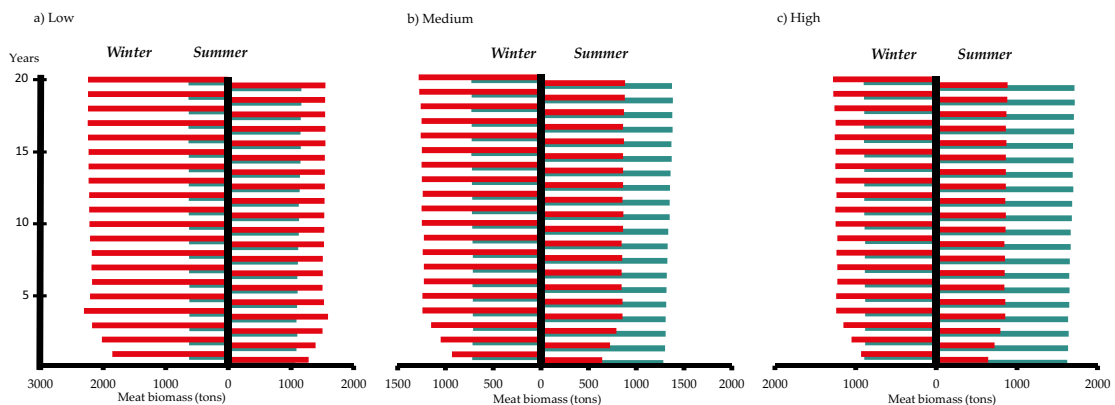 a) Low
b) Medium
c) High
Winter Summer
Winter Summer
Winter Summer
Years
20
15
10
5
3000 2000 1000 0 1000 2000
1500 1000 500 0 500 1000 1500 2000
2000 1000 0 1000 2000
Meat biomass (tons)
Meat biomass (tons)
Meat biomass (tons)